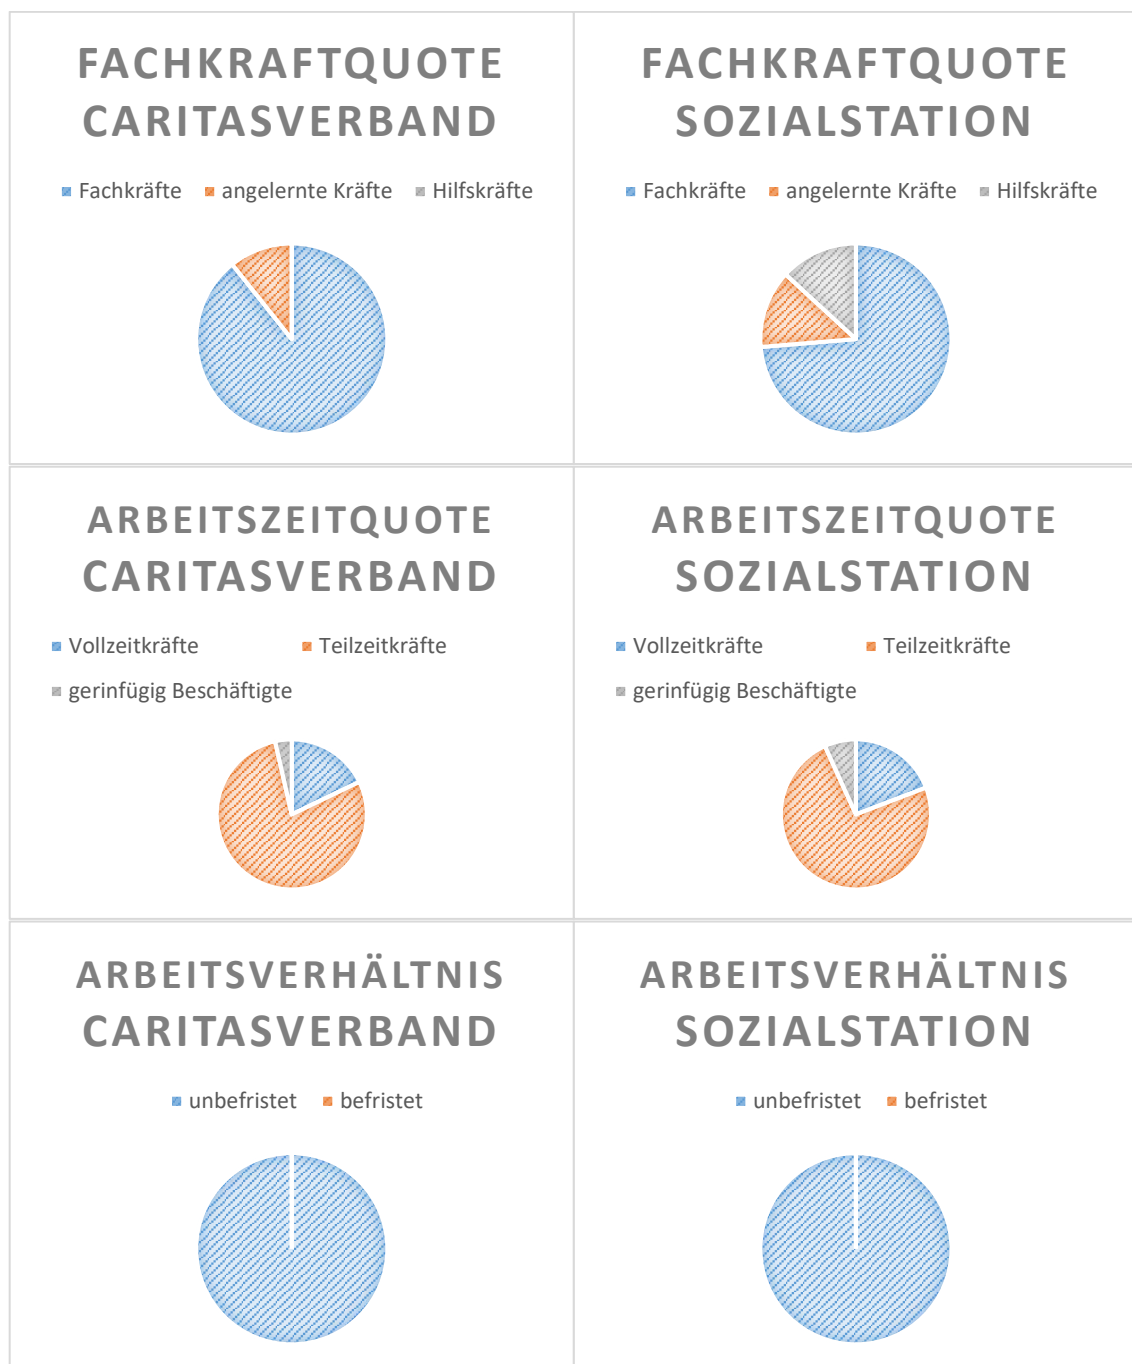 FACHKRAFTQUOTE
CARITASVERBAND
Fachkräfte angelernte Kräfte Hilfskräfte
FACHKRAFTQUOTE
SOZIALSTATION
Fachkräfte angelernte Kräfte Hilfskräfte
ARBEITSZEITQUOTE
CARITASVERBAND
Vollzeitkräfte Teilzeitkräfte
gerinfügig Beschäftigte
ARBEITSZEITQUOTE
SOZIALSTATION
Vollzeitkräfte Teilzeitkräfte
gerinfügig Beschäftigte
ARBEITSVERHÄLTNIS
CARITASVERBAND
unbefristet befristet
ARBEITSVERHÄLTNIS
SOZIALSTATION
unbefristet befristet